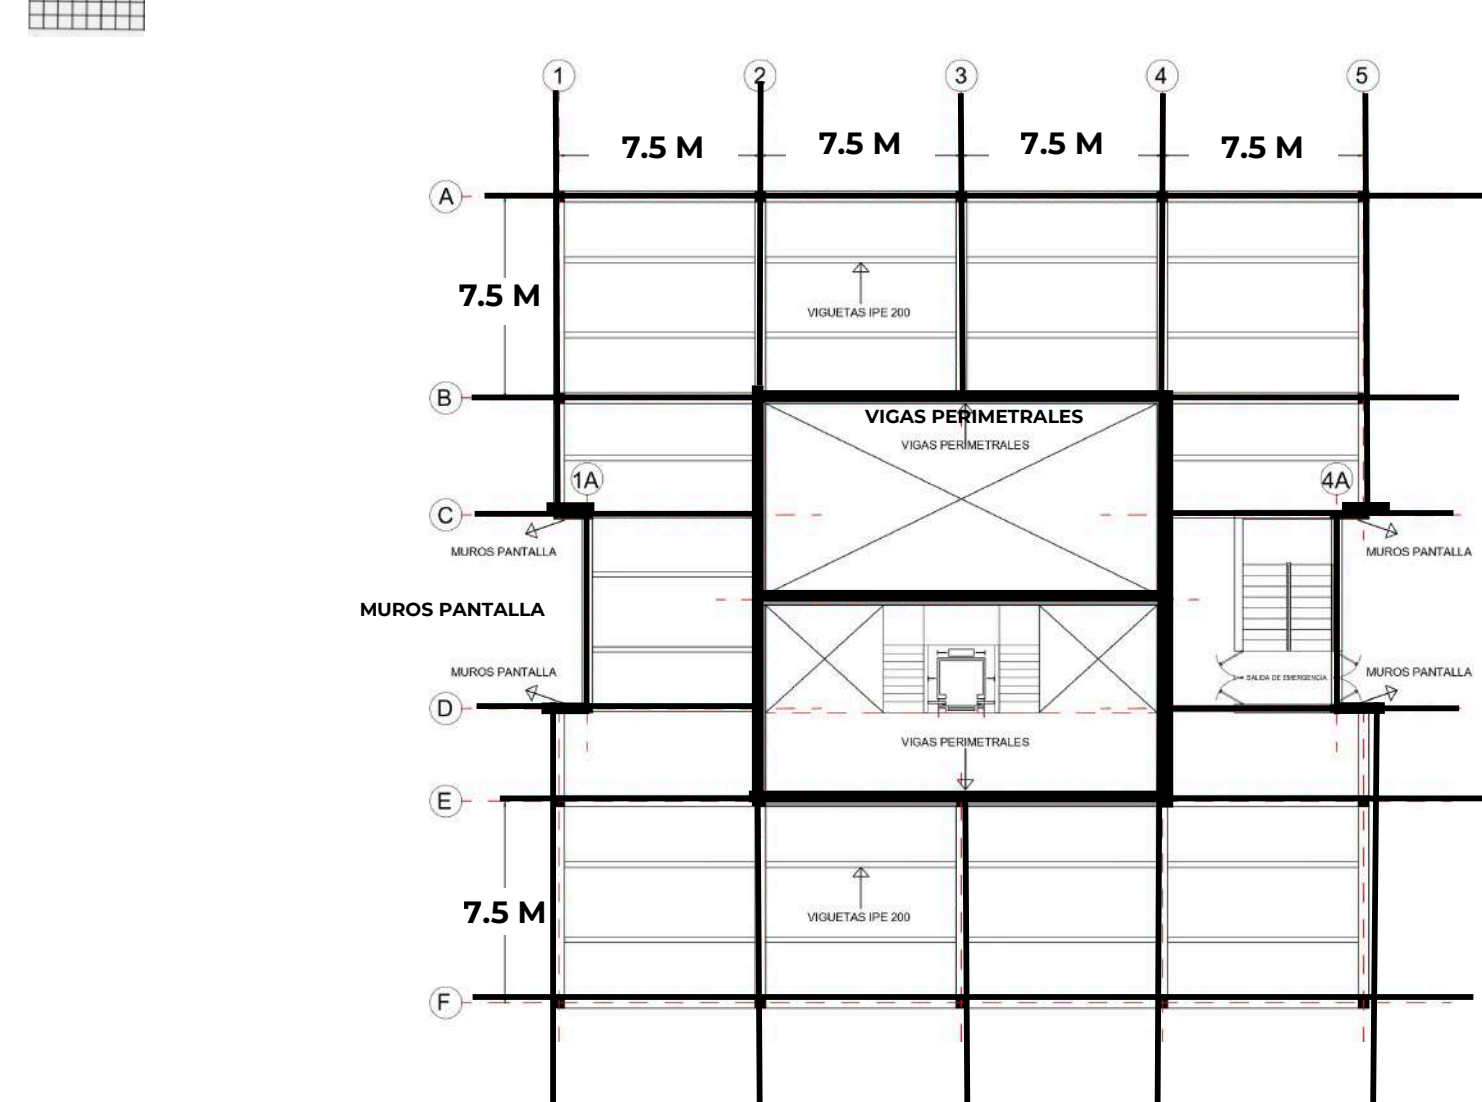 1 2 3 4 5
7.5 M 7.5 M 7.5 M 7.5 M
A
7.5 M
VIGUETAS IPE 200
B
VIGAS PERIMETRALES
VIGAS PERIMETRALES
1A 4A
C
MUROS PANTALLA MUROS PANTALLA
MUROS PANTALLA
MUROS PANTALLA MUROS PANTALLA
SALIDA DE EMERGENCIA
D
VIGAS PERIMETRALES
E
7.5 M
VIGUETAS IPE 200
F